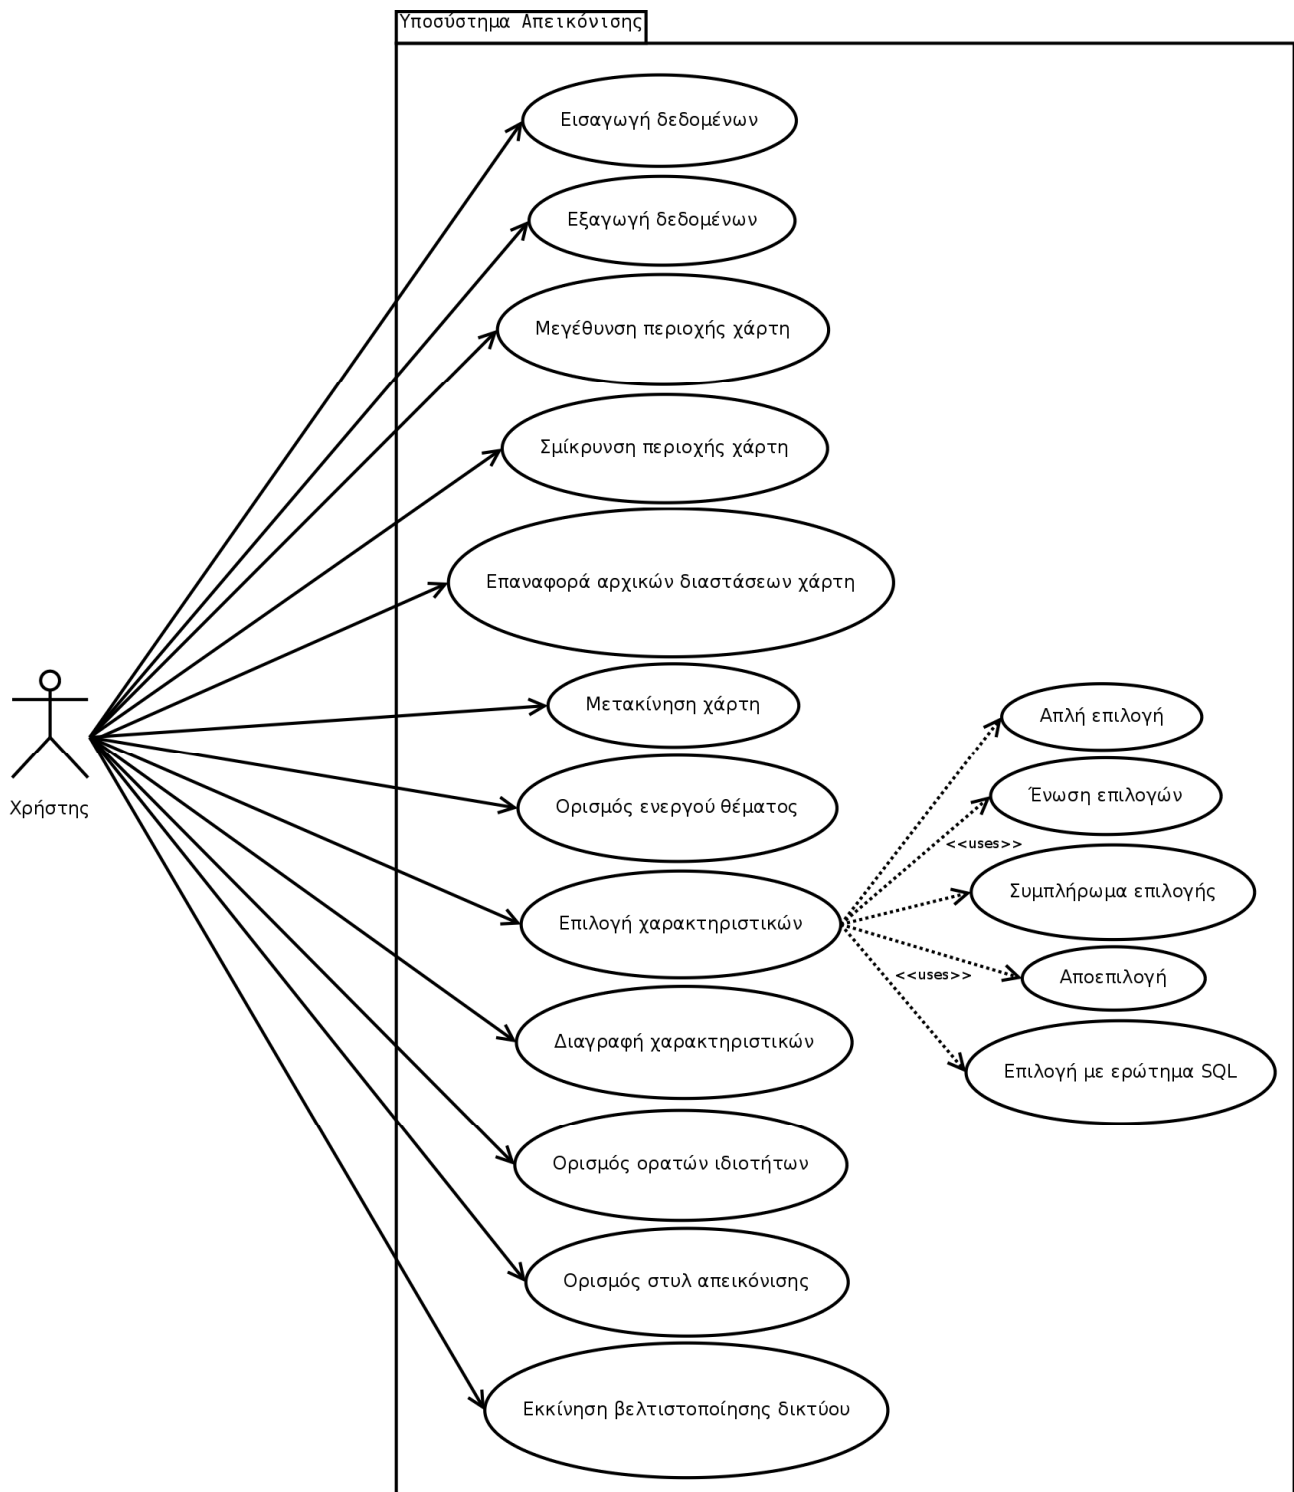 Υποσύστημα Απεικόνισης
Εισαγωγή δεδομένων
Εξαγωγή δεδομένων
Μεγέθυνση περιοχής χάρτη
Σμίκρυνση περιοχής χάρτη
Επαναφορά αρχικών διαστάσεων χάρτη
Μετακίνηση χάρτη
Ορισμός ενεργού θέματος
Χρήστης
Επιλογή χαρακτηριστικών
Απλή επιλογή
Ένωση επιλογών
<<uses>>
Συμπλήρωμα επιλογής
<<uses>>
Αποεπιλογή
Επιλογή με ερώτημα SQL
Διαγραφή χαρακτηριστικών
Ορισμός ορατών ιδιοτήτων
Ορισμός στυλ απεικόνισης
Εκκίνηση βελτιστοποίησης δικτύου